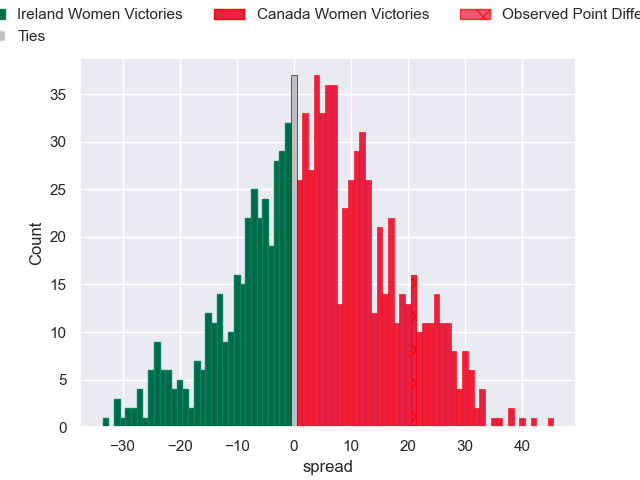 Ireland Women Victories Canada Women Victories Observed Point Diffe
Ties
35
30
25
20
15
10
5
0
Count
−30 −20 −10 0 10 20 30 40
spread